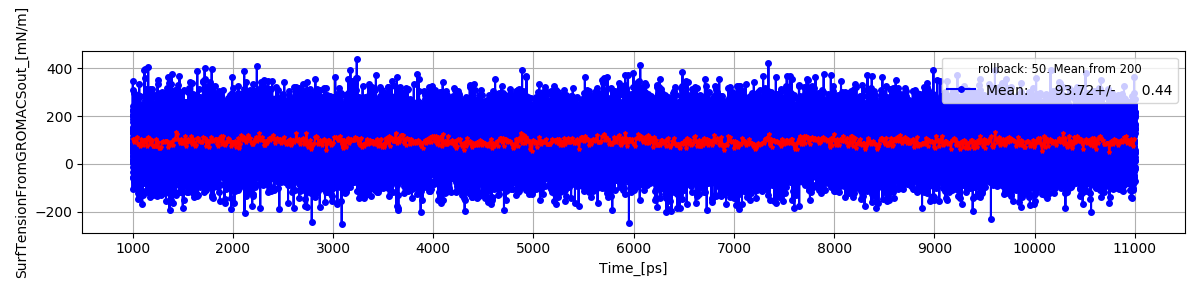 SurfTensionFromGROMACSout_[mN/m]
400
200
0
−200
rollback: 50 Mean from 200
Mean: 93.72+/- 0.44
1000 2000 3000 4000 5000 6000 7000 8000 9000 10000 11000
Time_[ps]